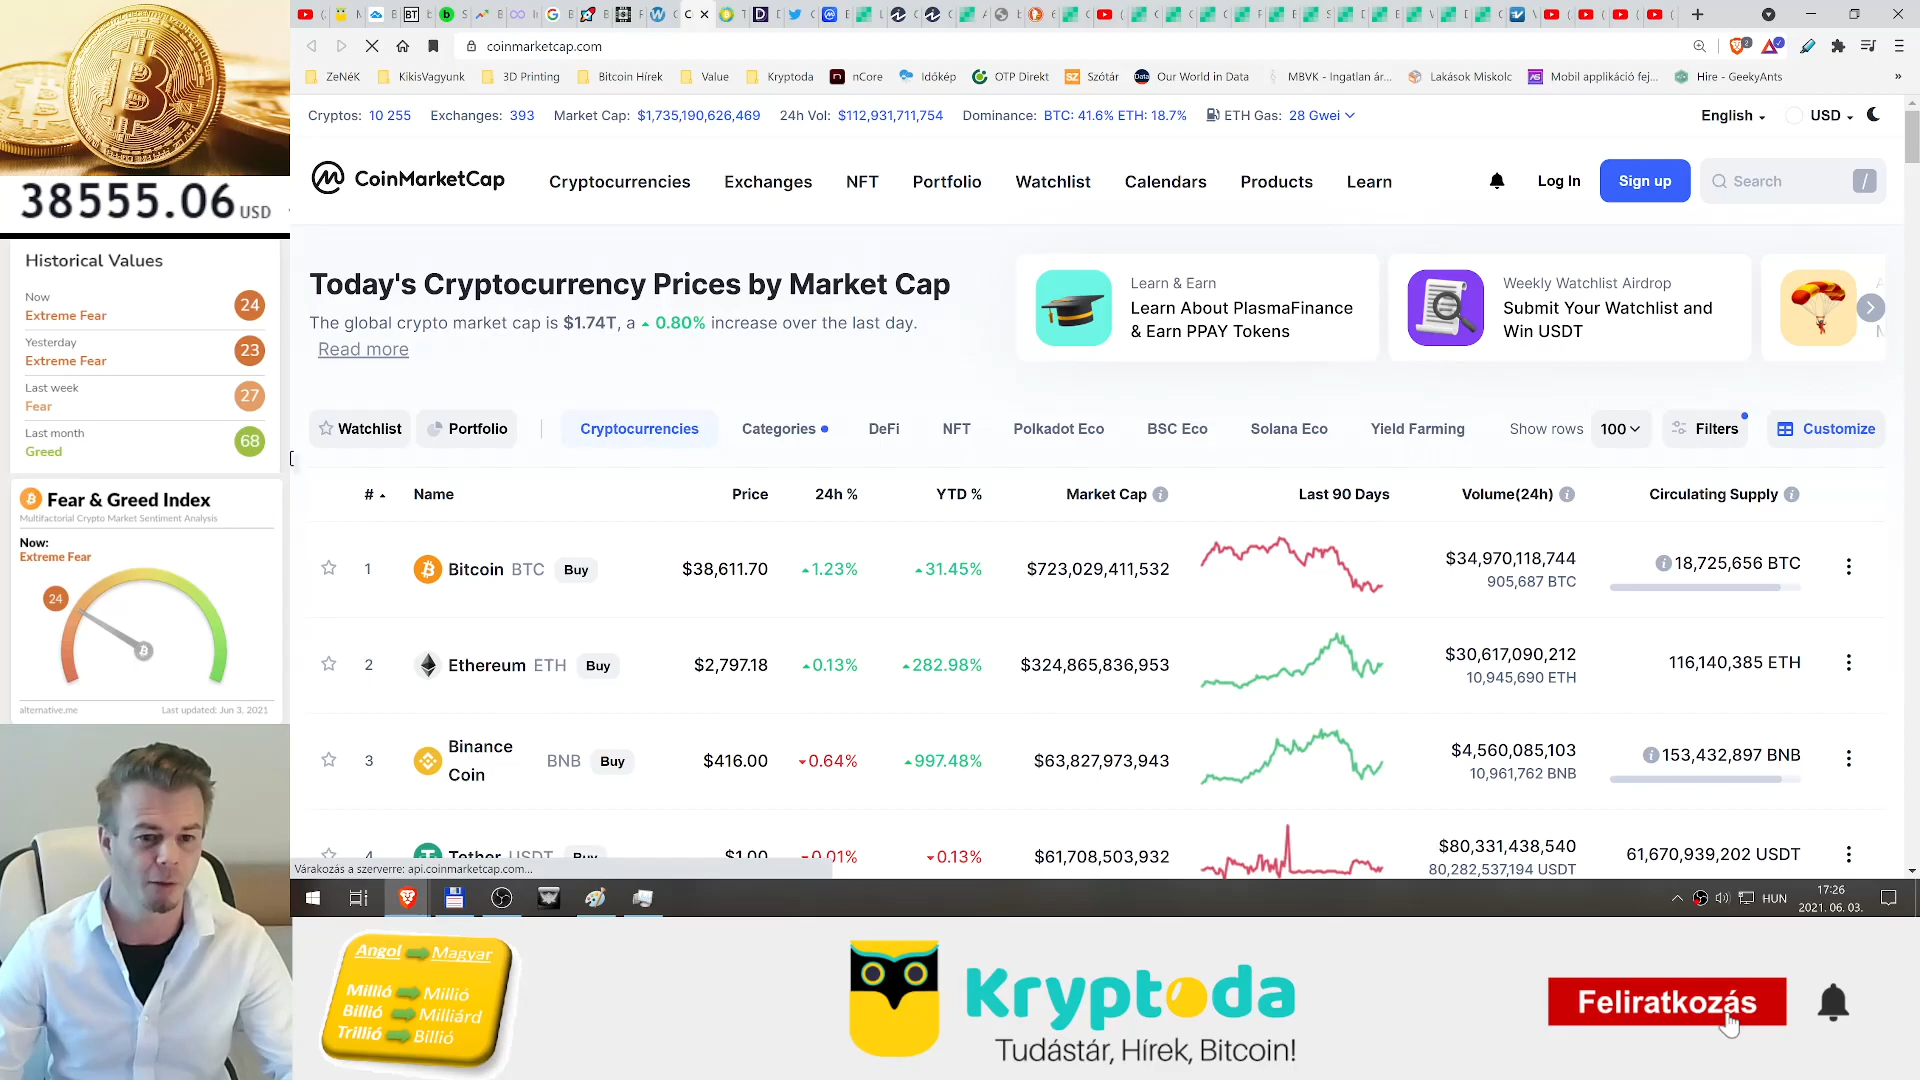 coinmarketcap.com
ZeNéK
KikisVagyunk
3D Printing
Bitcoin Hírek
Value
Kryptoda
nCore
Időkép
OTP Direkt
Szótár
Our World in Data
MBVK - Ingatlan ár...
Lakások Miskolc
Mobil applikáció fej...
Hire - GeekyAnts
Cryptos: 10 255 Exchanges: 393 Market Cap: $1,735,190,626,469 24h Vol: $112,931,711,754 Dominance: BTC: 41.6% ETH: 18.7% ETH Gas: 28 Gwei
English USD
CoinMarketCap
Cryptocurrencies Exchanges NFT Portfolio Watchlist Calendars Products Learn
Log In Sign up Search /
38555.06 USD
Historical Values
Now
Extreme Fear 24
Yesterday
Extreme Fear 23
Last week
Fear 27
Last month
Greed 68
Fear & Greed Index
Multifactorial Crypto Market Sentiment Analysis
Now:
Extreme Fear
24
alternative.me Last updated: Jun 3, 2021
Today's Cryptocurrency Prices by Market Cap
The global crypto market cap is $1.74T, a 0.80% increase over the last day.
Read more
Learn & Earn
Learn About PlasmaFinance
& Earn PPAY Tokens
Weekly Watchlist Airdrop
Submit Your Watchlist and
Win USDT
Watchlist Portfolio Cryptocurrencies Categories DeFi NFT Polkadot Eco BSC Eco Solana Eco Yield Farming Show rows 100 Filters Customize
# Name Price 24h % YTD % Market Cap Last 90 Days Volume(24h) Circulating Supply
1 Bitcoin BTC Buy $38,611.70 1.23% 31.45% $723,029,411,532 $34,970,118,744 18,725,656 BTC
905,687 BTC
2 Ethereum ETH Buy $2,797.18 0.13% 282.98% $324,865,836,953 $30,617,090,212 116,140,385 ETH
10,945,690 ETH
3 Binance Coin BNB Buy $416.00 0.64% 997.48% $63,827,973,943 $4,560,085,103 153,432,897 BNB
10,961,762 BNB
4 Tether USDT Buy $1.00 0.01% 0.13% $61,708,503,932 $80,331,438,540 61,670,939,202 USDT
80,282,537,194 USDT
Várakozás a szerverre: api.coinmarketcap.com...
HUN
17:26
2021. 06. 03.
Angol Magyar
Millió Millió
Billió Milliárd
Trillió Billió
Kryptoda
Tudástár, Hírek, Bitcoin!
Feliratkozás